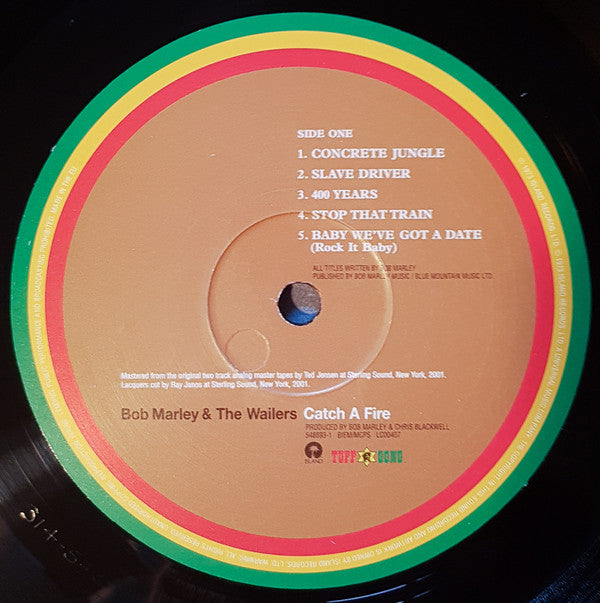 SIDE ONE
1. CONCRETE JUNGLE
2. SLAVE DRIVER
3. 400 YEARS
4. STOP THAT TRAIN
5. BABY WE'VE GOT A DATE
(Rock It Baby)
ALL TITLES WRITTEN BY BOB MARLEY
PUBLISHED BY BOB MARLEY MUSIC / BLUE MOUNTAIN MUSIC LTD.
Mastered from the original two track analog master tapes by Ted Jensen at Sterling Sound, New York, 2001.
Lacquers cut by Ray Janos at Sterling Sound, New York, 2001.
Bob Marley & The Wailers Catch A Fire
PRODUCED BY BOB MARLEY & CHRIS BLACKWELL
548893-1 BIEM/MCPS LC00407
ISLAND TUFF GONG